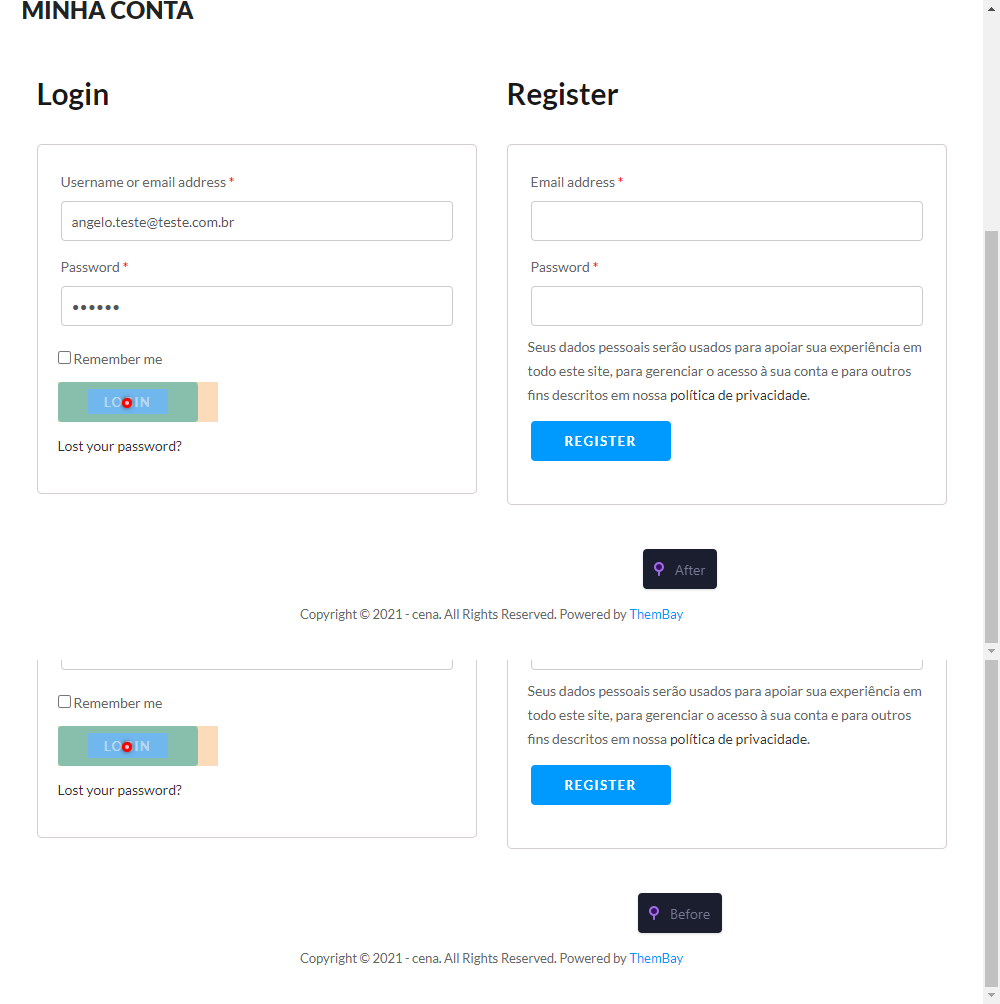 MINHA CONTA
Login
Username or email address *
angelo.teste@teste.com.br
Password *
••••••
Remember me
LOGIN
Lost your password?
Register
Email address *
Password *
Seus dados pessoais serão usados para apoiar sua experiência em
todo este site, para gerenciar o acesso à sua conta e para outros
fins descritos em nossa política de privacidade.
REGISTER
After
Copyright © 2021 - cena. All Rights Reserved. Powered by ThemBay
Remember me
LOGIN
Lost your password?
Seus dados pessoais serão usados para apoiar sua experiência em
todo este site, para gerenciar o acesso à sua conta e para outros
fins descritos em nossa política de privacidade.
REGISTER
Before
Copyright © 2021 - cena. All Rights Reserved. Powered by ThemBay